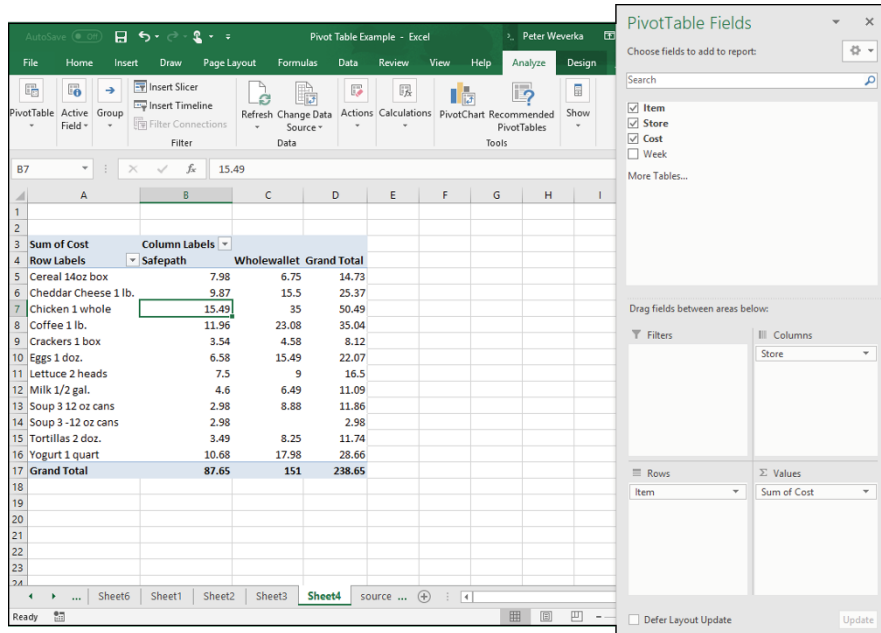 AutoSave Off Pivot Table Example - Excel Peter Weverka
File Home Insert Draw Page Layout Formulas Data Review View Help Analyze Design
PivotTable Active Field Group Insert Slicer Insert Timeline Filter Connections Filter Refresh Change Data Source Data Actions Calculations PivotChart Recommended PivotTables Tools Show
B7 fx 15.49
A B C D E F G H I
1
2
3 Sum of Cost Column Labels
4 Row Labels Safepath Wholewallet Grand Total
5 Cereal 14oz box 7.98 6.75 14.73
6 Cheddar Cheese 1 lb. 9.87 15.5 25.37
7 Chicken 1 whole 15.49 35 50.49
8 Coffee 1 lb. 11.96 23.08 35.04
9 Crackers 1 box 3.54 4.58 8.12
10 Eggs 1 doz. 6.58 15.49 22.07
11 Lettuce 2 heads 7.5 9 16.5
12 Milk 1/2 gal. 4.6 6.49 11.09
13 Soup 3 12 oz cans 2.98 8.88 11.86
14 Soup 3 -12 oz cans 2.98 2.98
15 Tortillas 2 doz. 3.49 8.25 11.74
16 Yogurt 1 quart 10.68 17.98 28.66
17 Grand Total 87.65 151 238.65
18
19
20
21
22
23
24
... Sheet6 Sheet1 Sheet2 Sheet3 Sheet4 source ...
Ready
PivotTable Fields
Choose fields to add to report:
Search
Item
Store
Cost
Week
More Tables...
Drag fields between areas below:
Filters Columns
Store
Rows Σ Values
Item Sum of Cost
Defer Layout Update Update